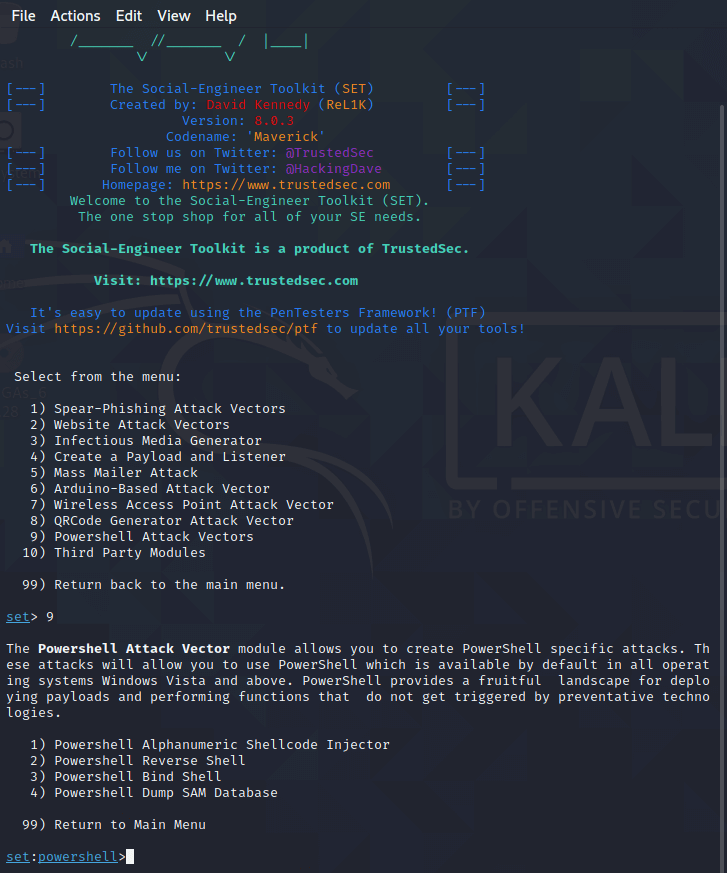 File Actions Edit View Help
[---] The Social-Engineer Toolkit (SET) [---]
[---] Created by: David Kennedy (ReL1K) [---]
Version: 8.0.3
Codename: 'Maverick'
[---] Follow us on Twitter: @TrustedSec [---]
[---] Follow me on Twitter: @HackingDave [---]
[---] Homepage: https://www.trustedsec.com [---]
Welcome to the Social-Engineer Toolkit (SET).
The one stop shop for all of your SE needs.
The Social-Engineer Toolkit is a product of TrustedSec.
Visit: https://www.trustedsec.com
It's easy to update using the PenTesters Framework! (PTF)
Visit https://github.com/trustedsec/ptf to update all your tools!
Select from the menu:
1) Spear-Phishing Attack Vectors
2) Website Attack Vectors
3) Infectious Media Generator
4) Create a Payload and Listener
5) Mass Mailer Attack
6) Arduino-Based Attack Vector
7) Wireless Access Point Attack Vector
8) QRCode Generator Attack Vector
9) Powershell Attack Vectors
10) Third Party Modules
99) Return back to the main menu.
set> 9
The Powershell Attack Vector module allows you to create PowerShell specific attacks. Th
ese attacks will allow you to use PowerShell which is available by default in all operat
ing systems Windows Vista and above. PowerShell provides a fruitful  landscape for deplo
ying payloads and performing functions that  do not get triggered by preventative techno
logies.
1) Powershell Alphanumeric Shellcode Injector
2) Powershell Reverse Shell
3) Powershell Bind Shell
4) Powershell Dump SAM Database
99) Return to Main Menu
set:powershell>
KAL
BY OFFENSIVE SECU